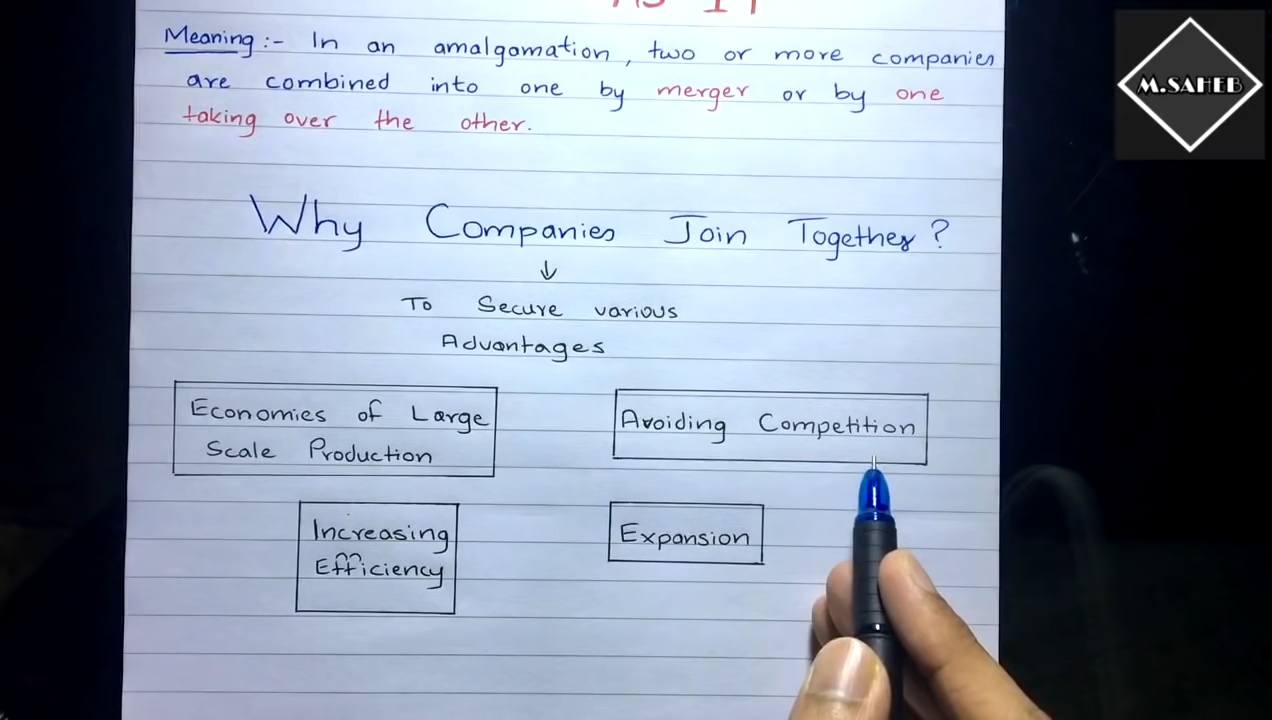 AS 14
Meaning :- In an amalgamation, two or more companies
are combined into one by merger or by one
taking over the other.
Why Companies Join Together?
↓
To Secure various
Advantages
Economies of Large
Scale Production
Avoiding Competition
Increasing
Efficiency
Expansion
M.SAHEB